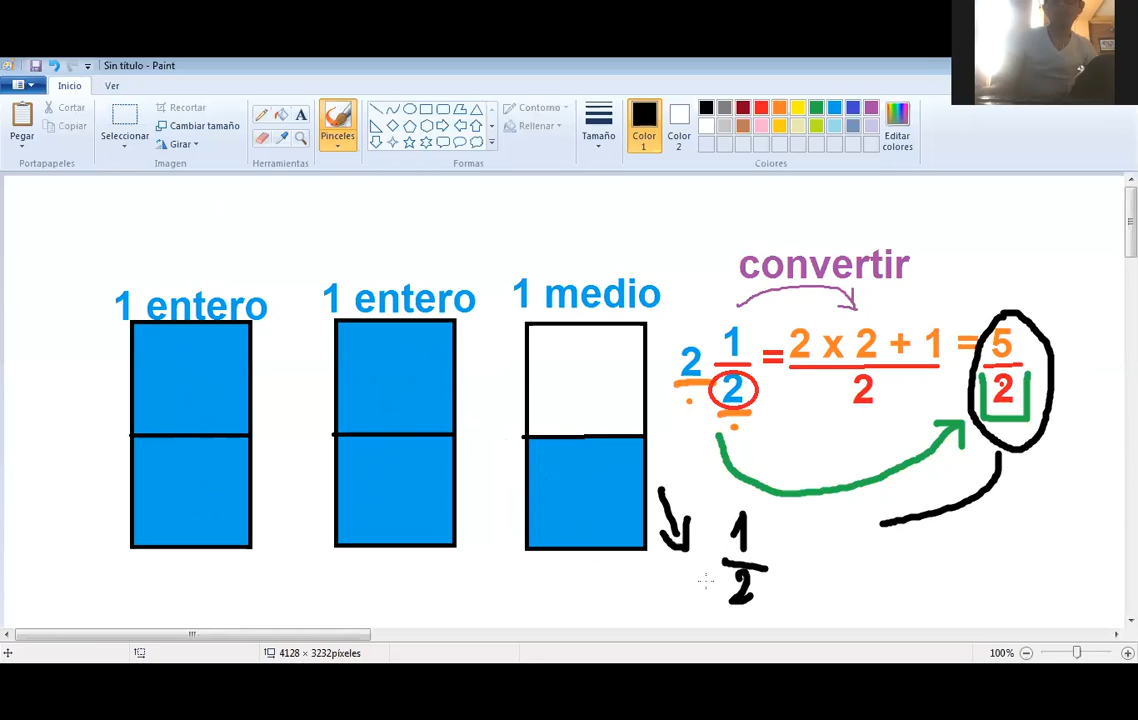 Sin título - Paint
Inicio Ver
Pegar
Cortar
Copiar
Portapapeles
Seleccionar
Recortar
Cambiar tamaño
Girar
Imagen
A
Herramientas
Pinceles
Contorno
Rellenar
Formas
Tamaño
Color 1
Color 2
Editar colores
Colores
convertir
1 entero 1 entero 1 medio
2 1/2 = 2 x 2 + 1 / 2 = 5/2
1/2
4128 × 3232píxeles 100%